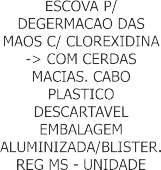 ESCOVA P/
DEGERMACAO DAS
MAOS C/ CLOREXIDINA
-> COM CERDAS
MACIAS. CABO
PLASTICO
DESCARTAVEL
EMBALAGEM
ALUMINIZADA/BLISTER.
REG MS - UNIDADE